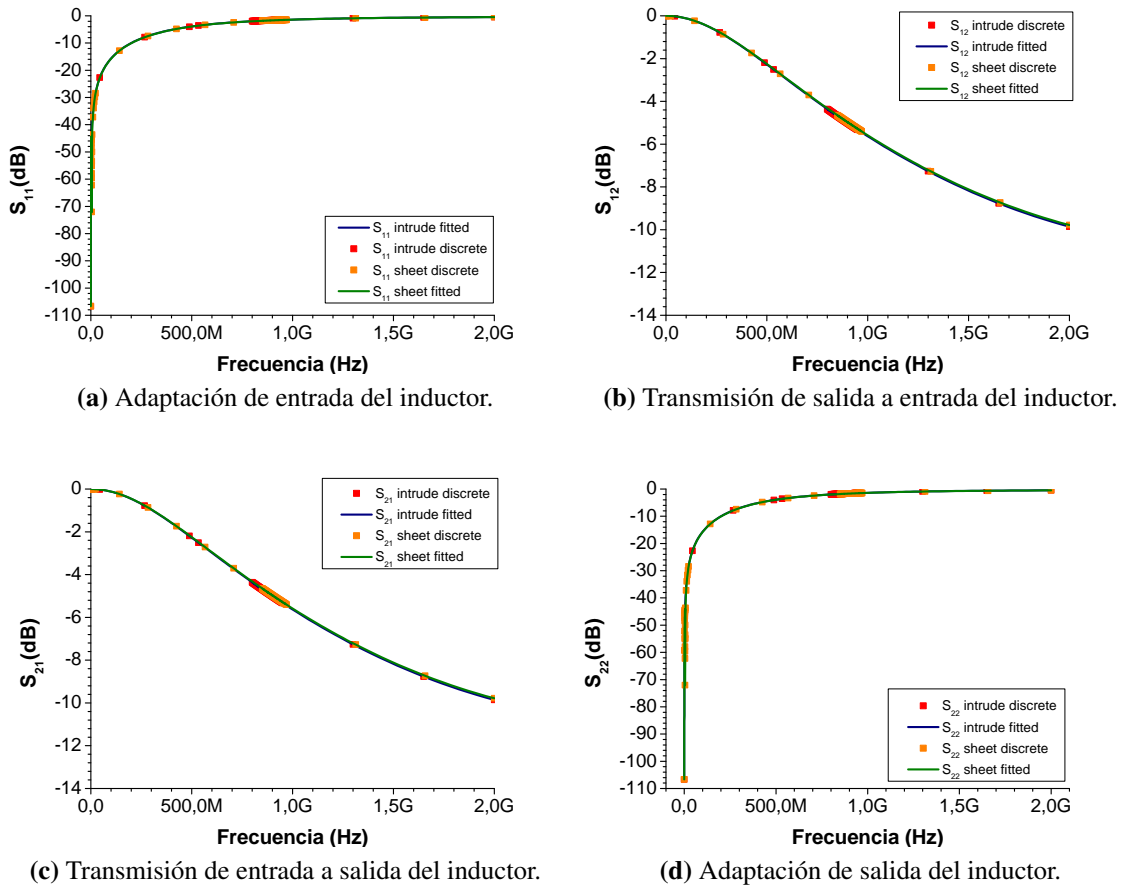 S11(dB)
0
-10
-20
-30
-40
-50
-60
-70
-80
-90
-100
-110
S11 intrude fitted
S11 intrude discrete
S11 sheet discrete
S11 sheet fitted
0,0 500,0M 1,0G 1,5G 2,0G
Frecuencia (Hz)
(a) Adaptación de entrada del inductor.
S12(dB)
0
-2
-4
-6
-8
-10
-12
-14
S12 intrude discrete
S12 intrude fitted
S12 sheet discrete
S12 sheet fitted
0,0 500,0M 1,0G 1,5G 2,0G
Frecuencia (Hz)
(b) Transmisión de salida a entrada del inductor.
S21(dB)
0
-2
-4
-6
-8
-10
-12
-14
S21 intrude discrete
S21 intrude fitted
S21 sheet discrete
S21 sheet fitted
0,0 500,0M 1,0G 1,5G 2,0G
Frecuencia (Hz)
(c) Transmisión de entrada a salida del inductor.
S22(dB)
0
-10
-20
-30
-40
-50
-60
-70
-80
-90
-100
-110
S22 intrude discrete
S22 intrude fitted
S22 sheet discrete
S22 sheet fitted
0,0 500,0M 1,0G 1,5G 2,0G
Frecuencia (Hz)
(d) Adaptación de salida del inductor.